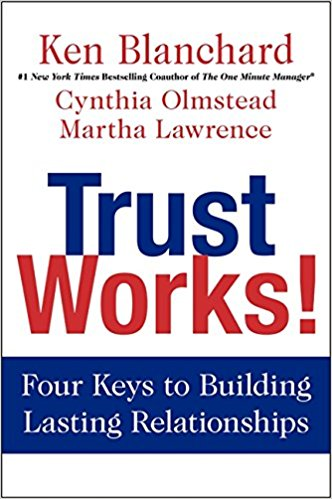 Ken Blanchard
#1 New York Times Bestselling Coauthor of The One Minute Manager®
Cynthia Olmstead
Martha Lawrence
Trust
Works!
Four Keys to Building
Lasting Relationships